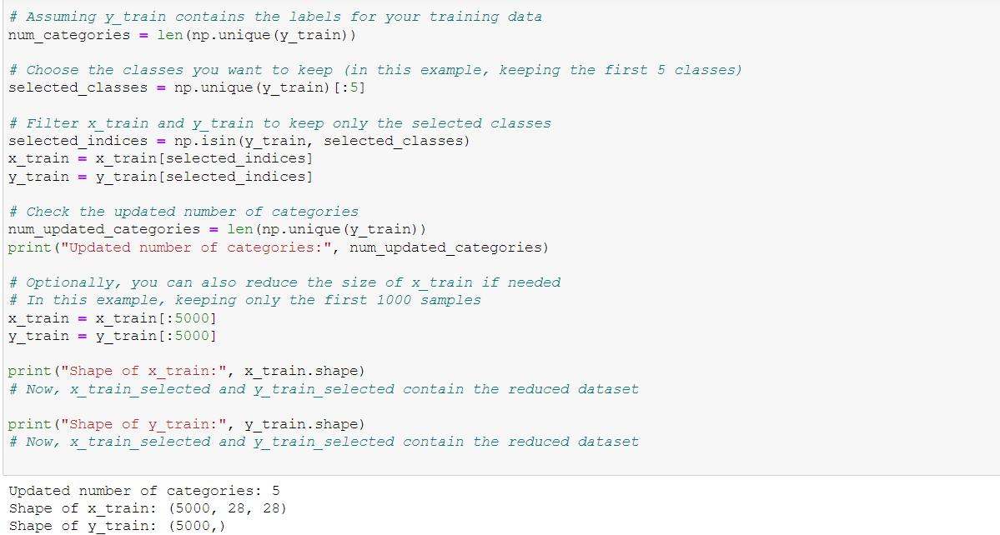 # Assuming y_train contains the labels for your training data
num_categories = len(np.unique(y_train))
# Choose the classes you want to keep (in this example, keeping the first 5 classes)
selected_classes = np.unique(y_train)[:5]
# Filter x_train and y_train to keep only the selected classes
selected_indices = np.isin(y_train, selected_classes)
x_train = x_train[selected_indices]
y_train = y_train[selected_indices]
# Check the updated number of categories
num_updated_categories = len(np.unique(y_train))
print("Updated number of categories:", num_updated_categories)
# Optionally, you can also reduce the size of x_train if needed
# In this example, keeping only the first 1000 samples
x_train = x_train[:5000]
y_train = y_train[:5000]
print("Shape of x_train:", x_train.shape)
# Now, x_train_selected and y_train_selected contain the reduced dataset
print("Shape of y_train:", y_train.shape)
# Now, x_train_selected and y_train_selected contain the reduced dataset
Updated number of categories: 5
Shape of x_train: (5000, 28, 28)
Shape of y_train: (5000,)